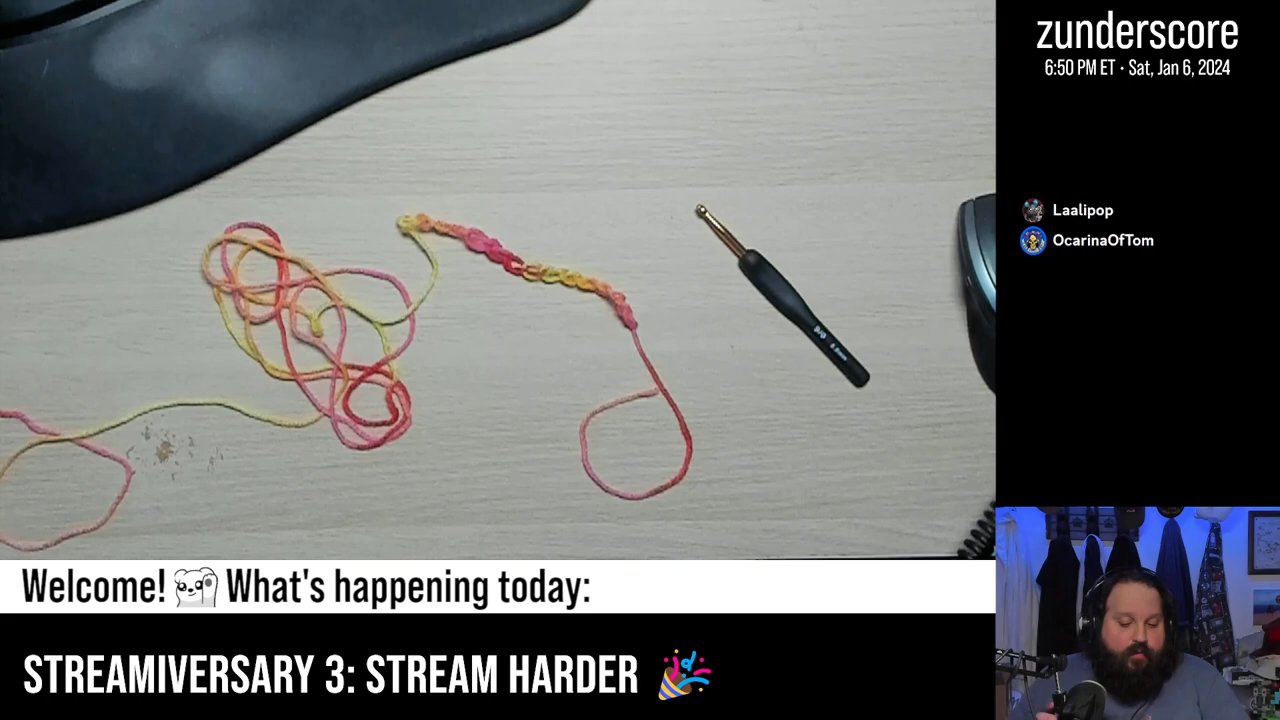 zunderscore
6:50 PM ET • Sat, Jan 6, 2024
Laalipop
OcarinaOfTom
Welcome! What's happening today:
STREAMIVERSARY 3: STREAM HARDER